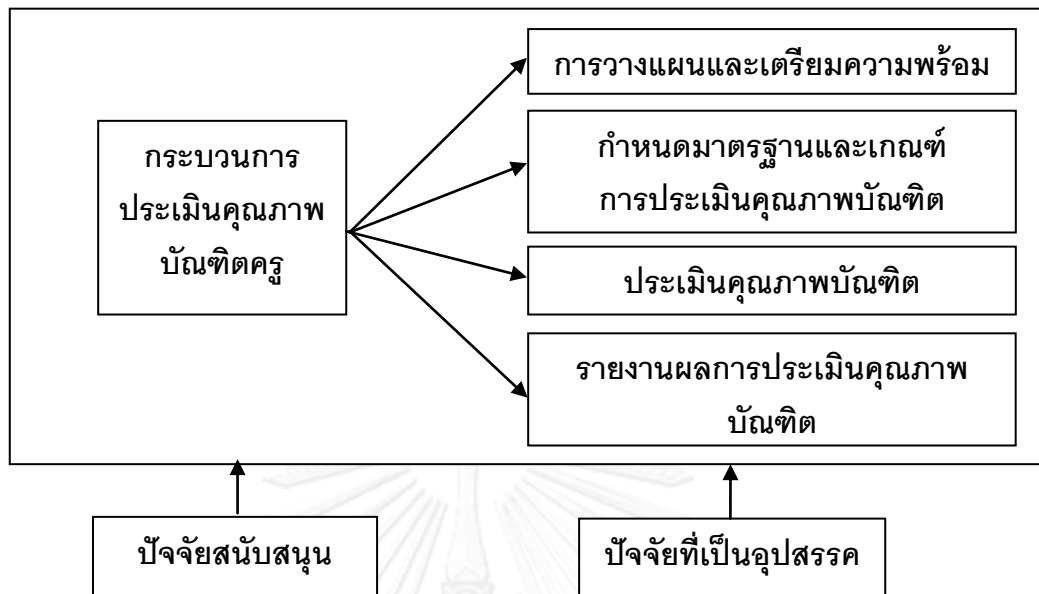 กระบวนการ
ประเมินคุณภาพ
บัณฑิตครู
การวางแผนและเตรียมความพร้อม
กำหนดมาตรฐานและเกณฑ์
การประเมินคุณภาพบัณฑิต
ประเมินคุณภาพบัณฑิต
รายงานผลการประเมินคุณภาพ
บัณฑิต
ปัจจัยสนับสนุน
ปัจจัยที่เป็นอุปสรรค